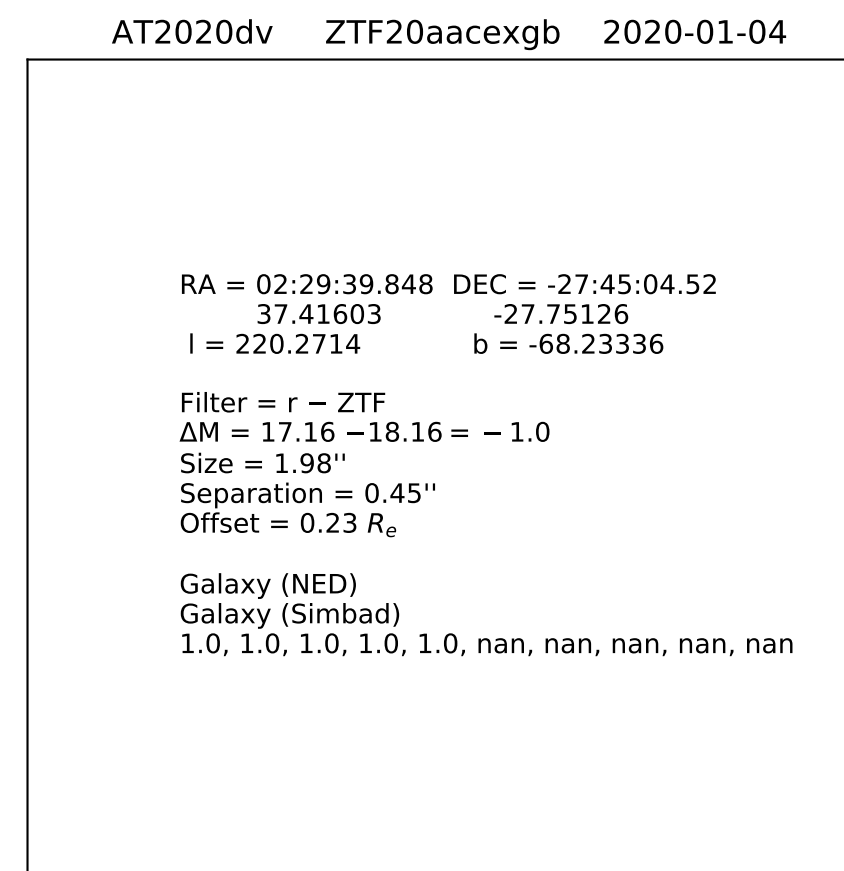 AT2020dv ZTF20aacexgb 2020-01-04
RA = 02:29:39.848 DEC = -27:45:04.52
37.41603 -27.75126
l = 220.2714 b = -68.23336
Filter = r − ZTF
ΔM = 17.16 −18.16 = − 1.0
Size = 1.98''
Separation = 0.45''
Offset = 0.23 Rₑ
Galaxy (NED)
Galaxy (Simbad)
1.0, 1.0, 1.0, 1.0, 1.0, nan, nan, nan, nan, nan